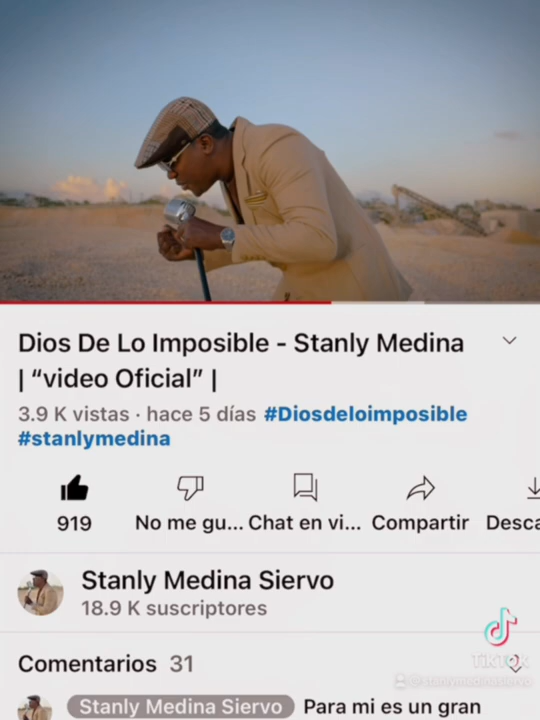 Dios De Lo Imposible - Stanly Medina
| “video Oficial” |
3.9 K vistas · hace 5 días #Diosdeloimposible
#stanlymedina
919 No me gu... Chat en vi... Compartir Desca
Stanly Medina Siervo
18.9 K suscriptores
Comentarios 31
TikTok
@stanlymedinasiervo
Stanly Medina Siervo Para mi es un gran